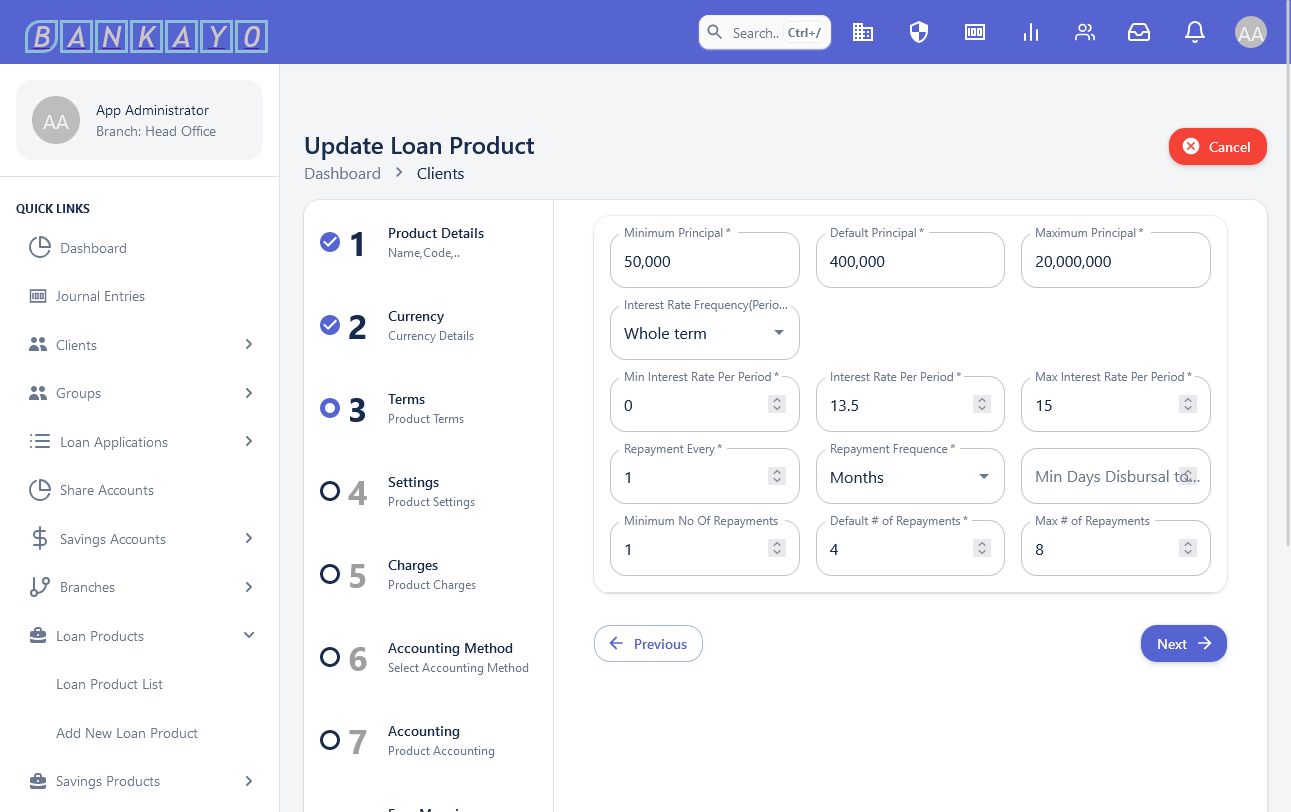 BANKAYO
Search..
Ctrl+/
AA
AA
App Administrator
Branch: Head Office
QUICK LINKS
Dashboard
Journal Entries
Clients
Groups
Loan Applications
Share Accounts
Savings Accounts
Branches
Loan Products
Loan Product List
Add New Loan Product
Savings Products
Update Loan Product
Dashboard > Clients
Cancel
1
Product Details
Name,Code,..
2
Currency
Currency Details
3
Terms
Product Terms
4
Settings
Product Settings
5
Charges
Product Charges
6
Accounting Method
Select Accounting Method
7
Accounting
Product Accounting
Minimum Principal *
50,000
Default Principal *
400,000
Maximum Principal *
20,000,000
Interest Rate Frequency(Perio...
Whole term
Min Interest Rate Per Period *
0
Interest Rate Per Period *
13.5
Max Interest Rate Per Period *
15
Repayment Every *
1
Repayment Frequence *
Months
Min Days Disbursal to...
Minimum No Of Repayments
1
Default # of Repayments *
4
Max # of Repayments
8
Previous
Next